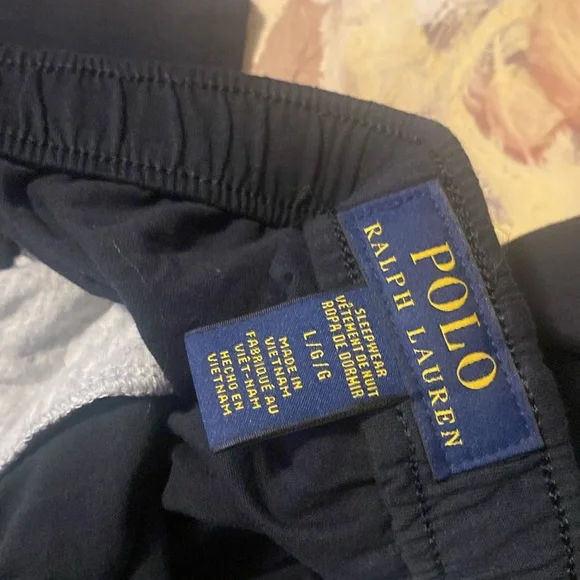 POLO
RALPH LAUREN
SLEEPWEAR
VÊTEMENT DE NUIT
ROPA DE DORMIR
L/G/G
MADE IN
VIETNAM
FABRIQUÉ AU
VIÊT-NAM
HECHO EN
VIETNAM